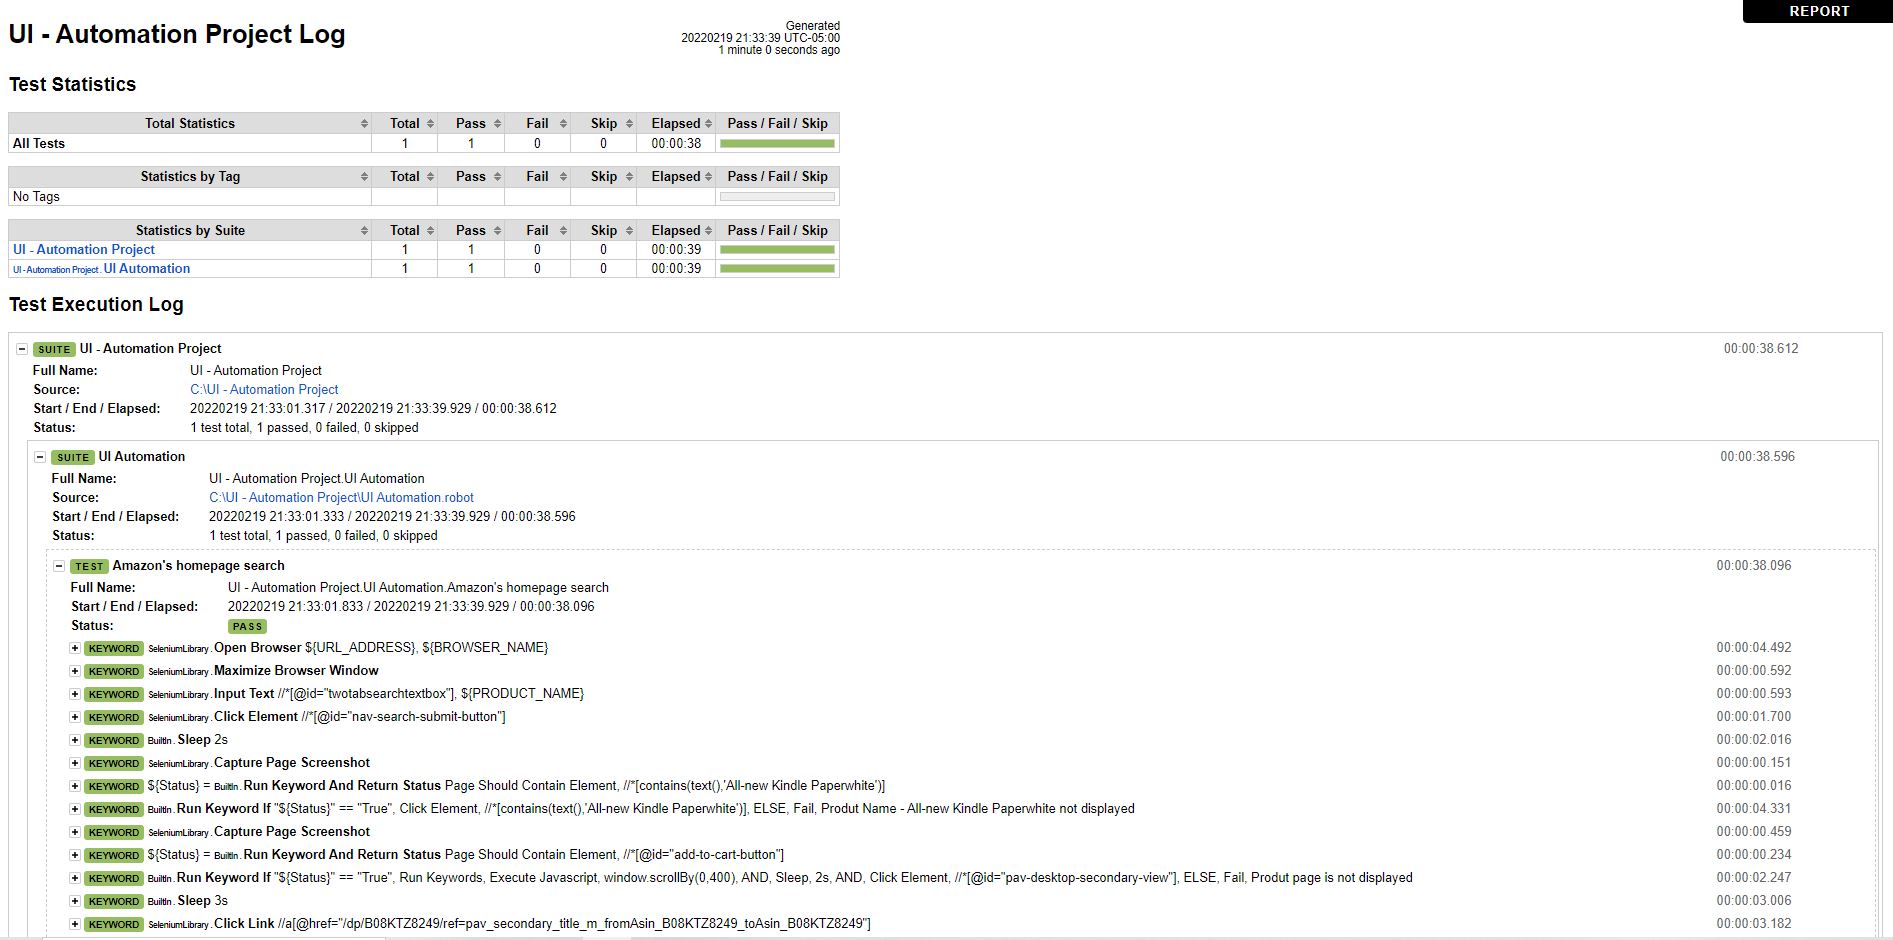 REPORT
UI - Automation Project Log
Generated
20220219 21:33:39 UTC-05:00
1 minute 0 seconds ago
Test Statistics
Total Statistics Total Pass Fail Skip Elapsed Pass / Fail / Skip
All Tests 1 1 0 0 00:00:38
Statistics by Tag Total Pass Fail Skip Elapsed Pass / Fail / Skip
No Tags
Statistics by Suite Total Pass Fail Skip Elapsed Pass / Fail / Skip
UI - Automation Project 1 1 0 0 00:00:39
UI - Automation Project . UI Automation 1 1 0 0 00:00:39
Test Execution Log
SUITE UI - Automation Project 00:00:38.612
Full Name: UI - Automation Project
Source: C:\UI - Automation Project
Start / End / Elapsed: 20220219 21:33:01.317 / 20220219 21:33:39.929 / 00:00:38.612
Status: 1 test total, 1 passed, 0 failed, 0 skipped
SUITE UI Automation 00:00:38.596
Full Name: UI - Automation Project.UI Automation
Source: C:\UI - Automation Project\UI Automation.robot
Start / End / Elapsed: 20220219 21:33:01.333 / 20220219 21:33:39.929 / 00:00:38.596
Status: 1 test total, 1 passed, 0 failed, 0 skipped
TEST Amazon's homepage search 00:00:38.096
Full Name: UI - Automation Project.UI Automation.Amazon's homepage search
Start / End / Elapsed: 20220219 21:33:01.833 / 20220219 21:33:39.929 / 00:00:38.096
Status: PASS
KEYWORD SeleniumLibrary . Open Browser ${URL_ADDRESS}, ${BROWSER_NAME} 00:00:04.492
KEYWORD SeleniumLibrary . Maximize Browser Window 00:00:00.592
KEYWORD SeleniumLibrary . Input Text //*[@id="twotabsearchtextbox"], ${PRODUCT_NAME} 00:00:00.593
KEYWORD SeleniumLibrary . Click Element //*[@id="nav-search-submit-button"] 00:00:01.700
KEYWORD BuiltIn . Sleep 2s 00:00:02.016
KEYWORD SeleniumLibrary . Capture Page Screenshot 00:00:00.151
KEYWORD ${Status} = BuiltIn . Run Keyword And Return Status Page Should Contain Element, //*[contains(text(),'All-new Kindle Paperwhite')] 00:00:00.016
KEYWORD BuiltIn . Run Keyword If "${Status}" == "True", Click Element, //*[contains(text(),'All-new Kindle Paperwhite')], ELSE, Fail, Produt Name - All-new Kindle Paperwhite not displayed 00:00:04.331
KEYWORD SeleniumLibrary . Capture Page Screenshot 00:00:00.459
KEYWORD ${Status} = BuiltIn . Run Keyword And Return Status Page Should Contain Element, //*[@id="add-to-cart-button"] 00:00:00.234
KEYWORD BuiltIn . Run Keyword If "${Status}" == "True", Run Keywords, Execute Javascript, window.scrollBy(0,400), AND, Sleep, 2s, AND, Click Element, //*[@id="pav-desktop-secondary-view"], ELSE, Fail, Produt page is not displayed 00:00:02.247
KEYWORD BuiltIn . Sleep 3s 00:00:03.006
KEYWORD SeleniumLibrary . Click Link //a[@href="/dp/B08KTZ8249/ref=pav_secondary_title_m_fromAsin_B08KTZ8249_toAsin_B08KTZ8249"] 00:00:03.182